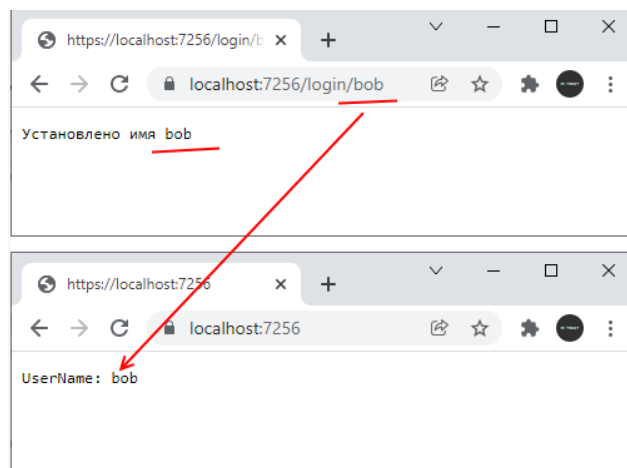 https://localhost:7256/login/b
localhost:7256/login/bob
Установлено имя bob
https://localhost:7256
localhost:7256
UserName: bob